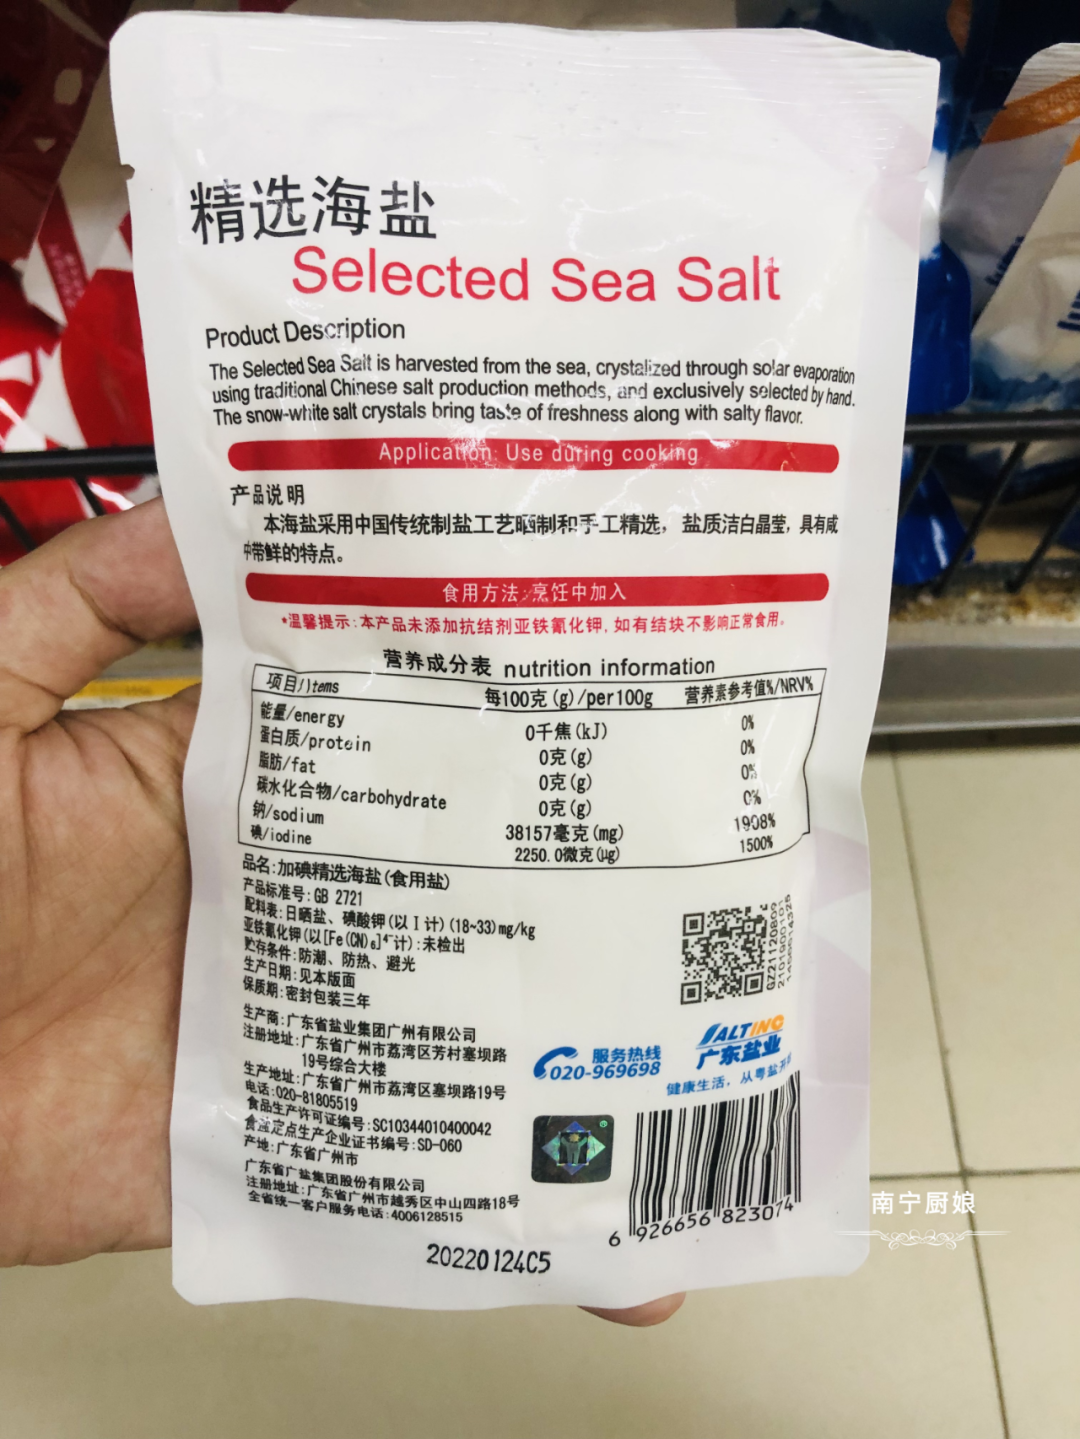 精选海盐
Selected Sea Salt
Product Description
The Selected Sea Salt is harvested from the sea, crystalized through solar evaporation
using traditional Chinese salt production methods, and exclusively selected by hand.
The snow-white salt crystals bring taste of freshness along with salty flavor.
Application: Use during cooking
产品说明
本海盐采用中国传统制盐工艺晒制和手工精选，盐质洁白晶莹，具有咸
中带鲜的特点。
食用方法:烹饪中加入
*温馨提示:本产品未添加抗结剂亚铁氰化钾,如有结块不影响正常食用。
营养成分表 nutrition information
项目/Items 每100克(g)/per100g 营养素参考值%/NRV%
能量/energy 0千焦(kJ) 0%
蛋白质/protein 0克(g) 0%
脂肪/fat 0克(g) 0%
碳水化合物/carbohydrate 0克(g) 0%
钠/sodium 38157毫克(mg) 1908%
碘/iodine 2250.0微克(μg) 1500%
品名:加碘精选海盐(食用盐)
产品标准号:GB 2721
配料表:日晒盐、碘酸钾(以I计)(18~33)mg/kg
亚铁氰化钾(以[Fe(CN)6]4-计):未检出
贮存条件:防潮、防热、避光
生产日期:见本版面
保质期:密封包装三年
生产商:广东省盐业集团广州有限公司
注册地址:广东省广州市荔湾区芳村塞坝路
19号综合大楼
生产地址:广东省广州市荔湾区塞坝路19号
电话:020-81805519
食品生产许可证编号:SC10344010400042
食盐定点生产企业证书编号:SD-060
产地:广东省广州市
广东省广盐集团股份有限公司
注册地址:广东省广州市越秀区中山四路18号
全省统一客户服务电话:4006128515
GZ21120809
服务热线
020-969698
SALTING
广东盐业
健康生活，从粤盐开
6 926656 823074
20220124C5
南宁厨娘